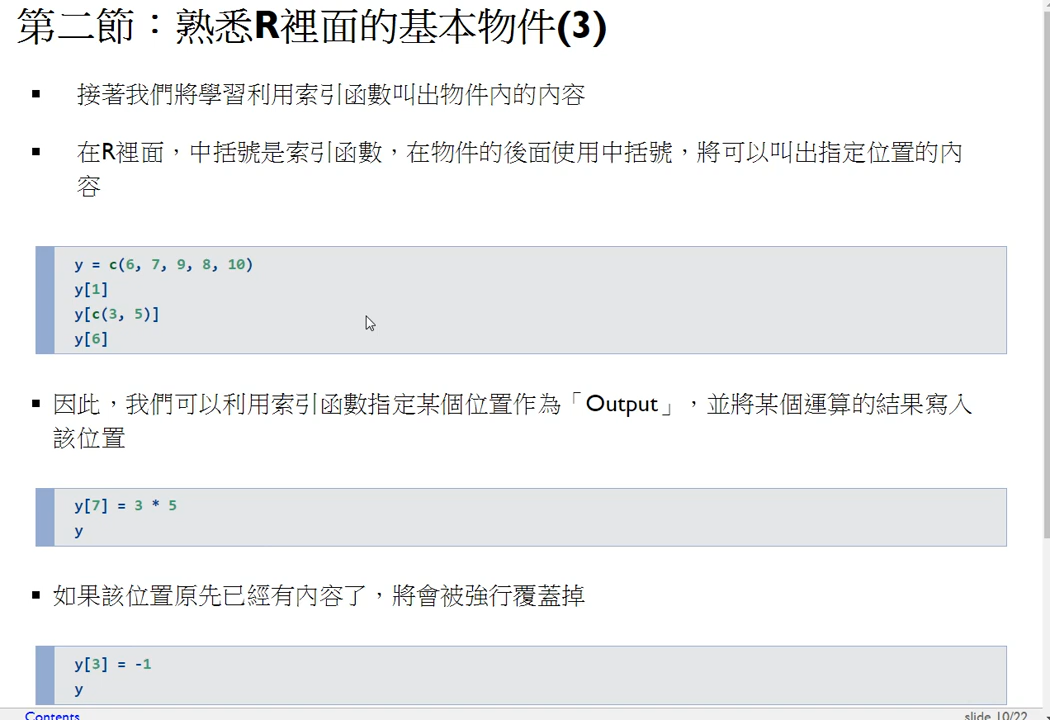 第二節：熟悉R裡面的基本物件(3)
接著我們將學習利用索引函數叫出物件內的內容
在R裡面，中括號是索引函數，在物件的後面使用中括號，將可以叫出指定位置的內
容
y = c(6, 7, 9, 8, 10)
y[1]
y[c(3, 5)]
y[6]
因此，我們可以利用索引函數指定某個位置作為「Output」，並將某個運算的結果寫入
該位置
y[7] = 3 * 5
y
如果該位置原先已經有內容了，將會被強行覆蓋掉
y[3] = -1
y
Contents
slide 10/22